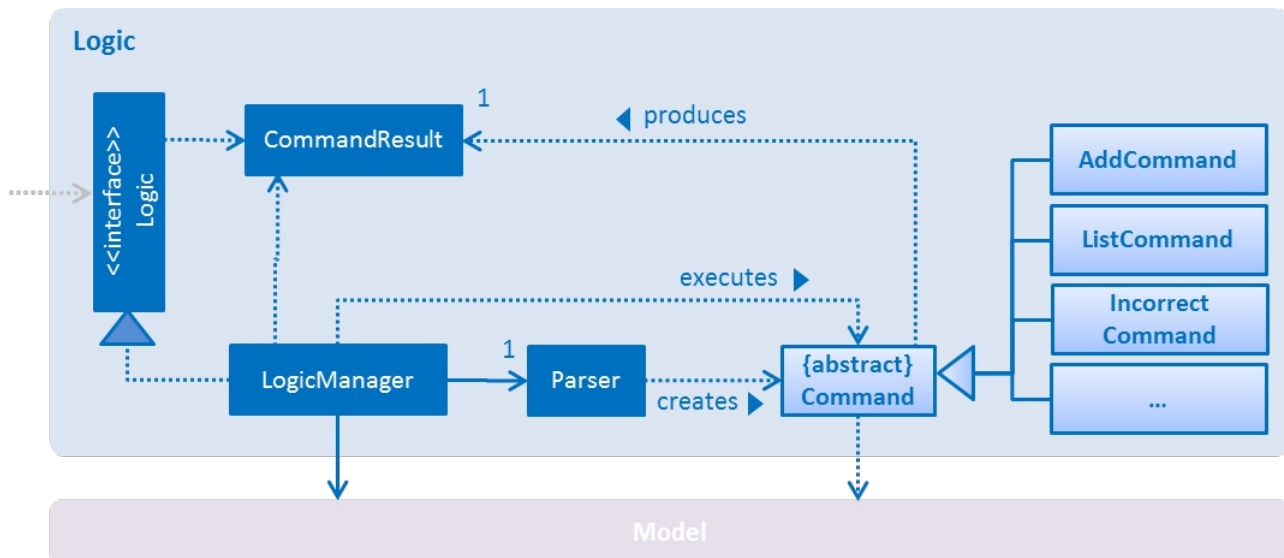 Logic
<<interface>>
Logic
CommandResult
1
◀ produces
AddCommand
ListCommand
Incorrect
Command
...
executes ▶
LogicManager
1
Parser
creates ▶
{abstract}
Command
Model